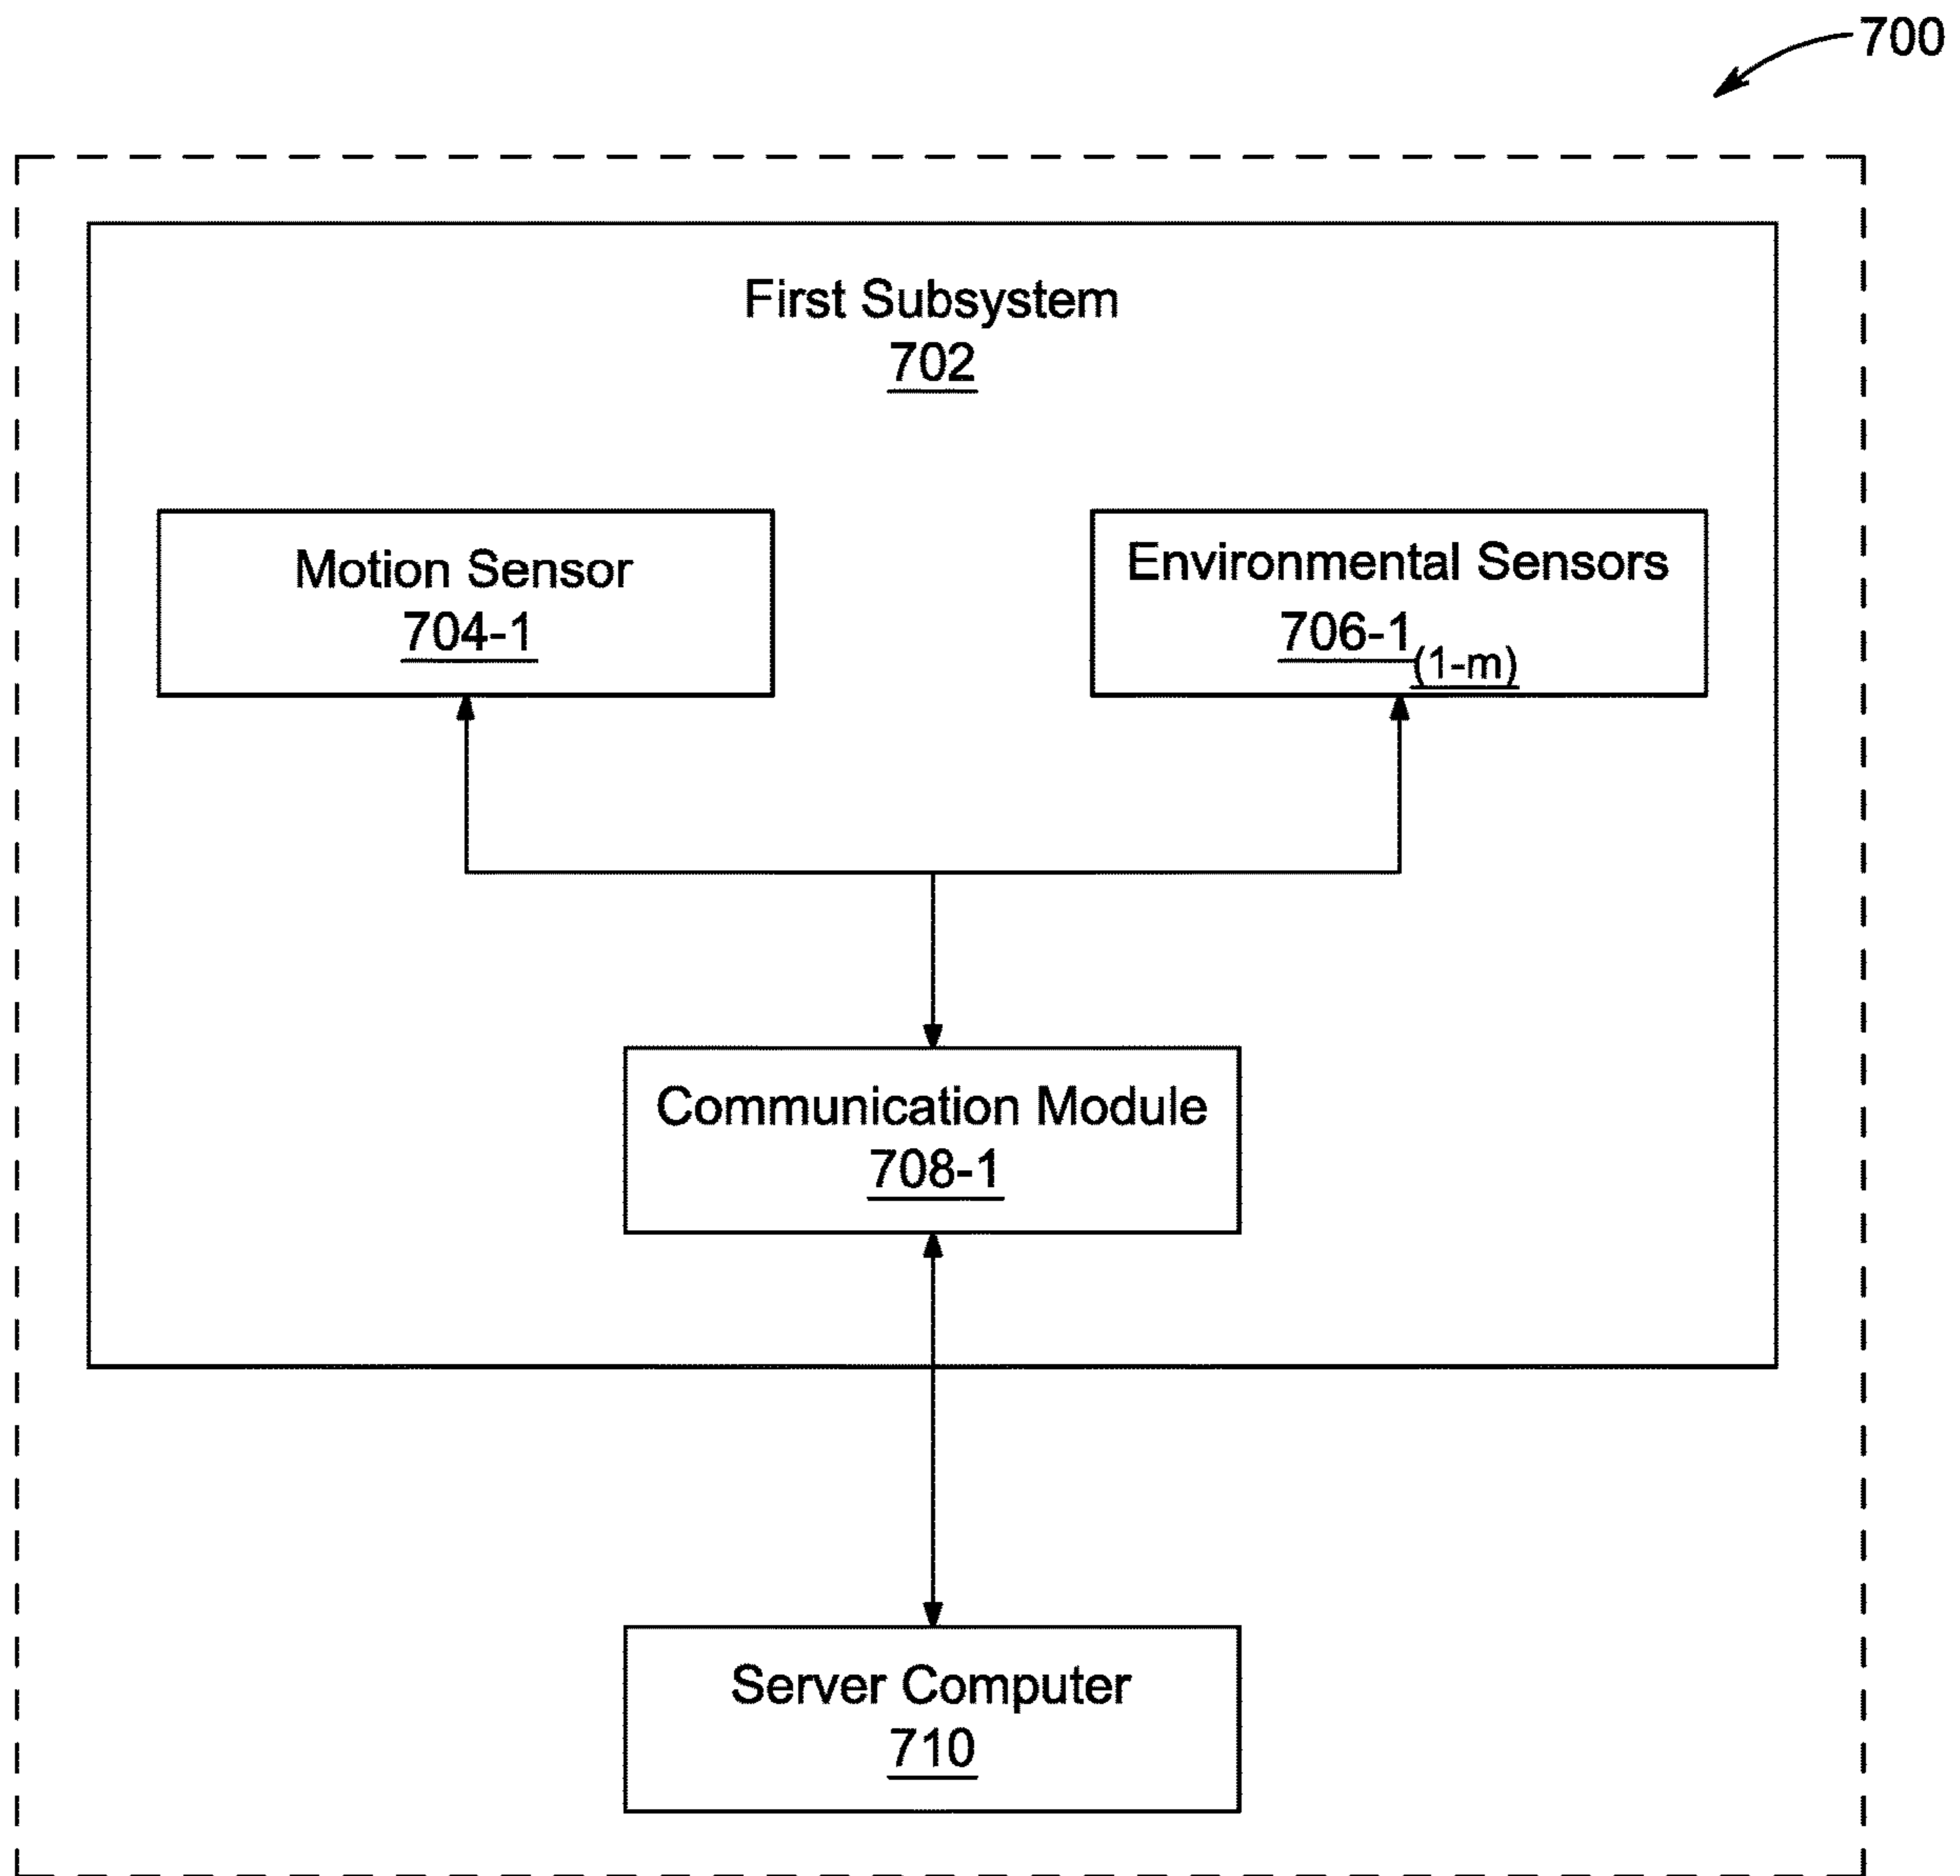 700
First Subsystem
702
Motion Sensor
704-1
Environmental Sensors
706-1(1-m)
Communication Module
708-1
Server Computer
710